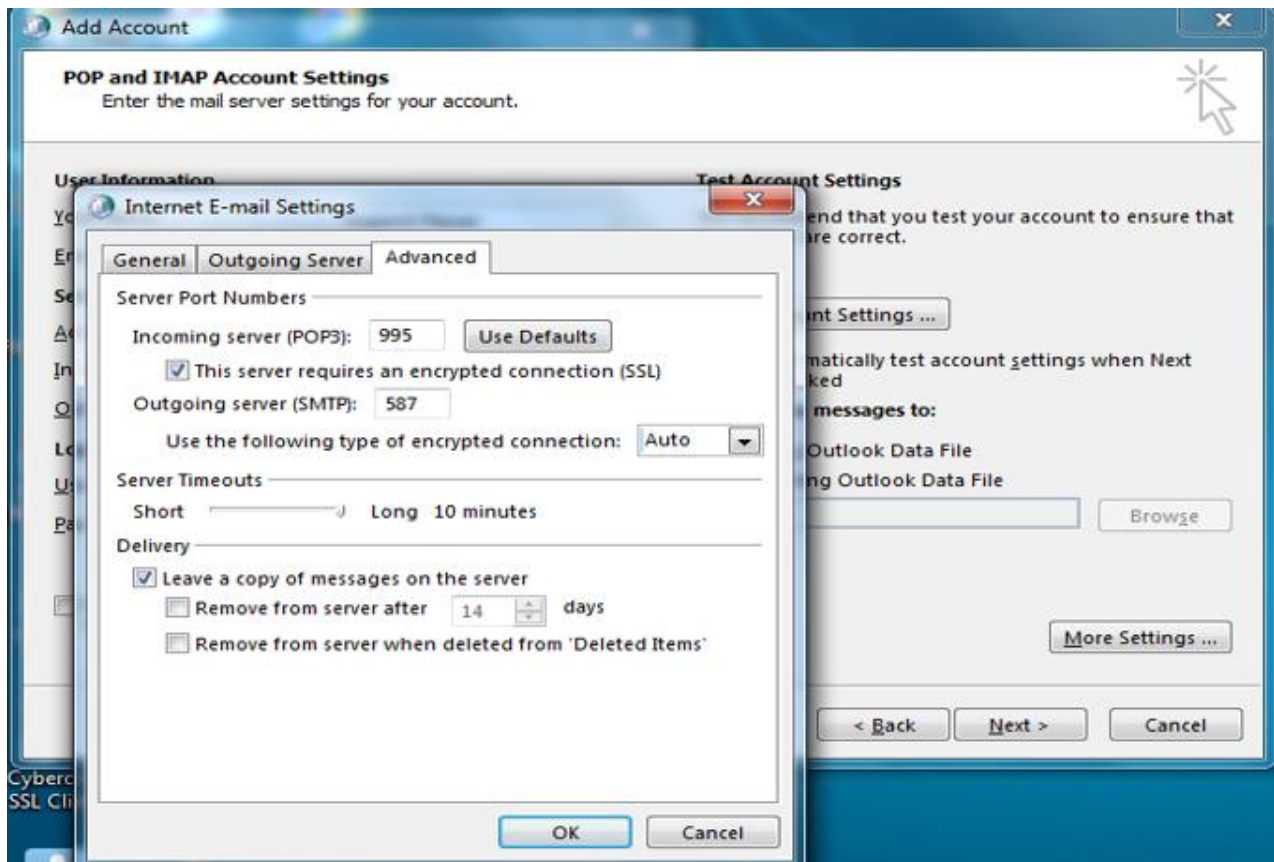 Add Account
POP and IMAP Account Settings
Enter the mail server settings for your account.
User Information
Test Account Settings
Internet E-mail Settings
end that you test your account to ensure that
are correct.
General
Outgoing Server
Advanced
Server Port Numbers
Incoming server (POP3): 995 Use Defaults
nt Settings ...
This server requires an encrypted connection (SSL)
matically test account settings when Next
ked
Outgoing server (SMTP): 587
messages to:
Use the following type of encrypted connection: Auto
Outlook Data File
Server Timeouts
ng Outlook Data File
Short Long 10 minutes
Browse
Delivery
Leave a copy of messages on the server
Remove from server after 14 days
Remove from server when deleted from 'Deleted Items'
More Settings ...
< Back Next > Cancel
Cyberc
SSL Cli
OK Cancel